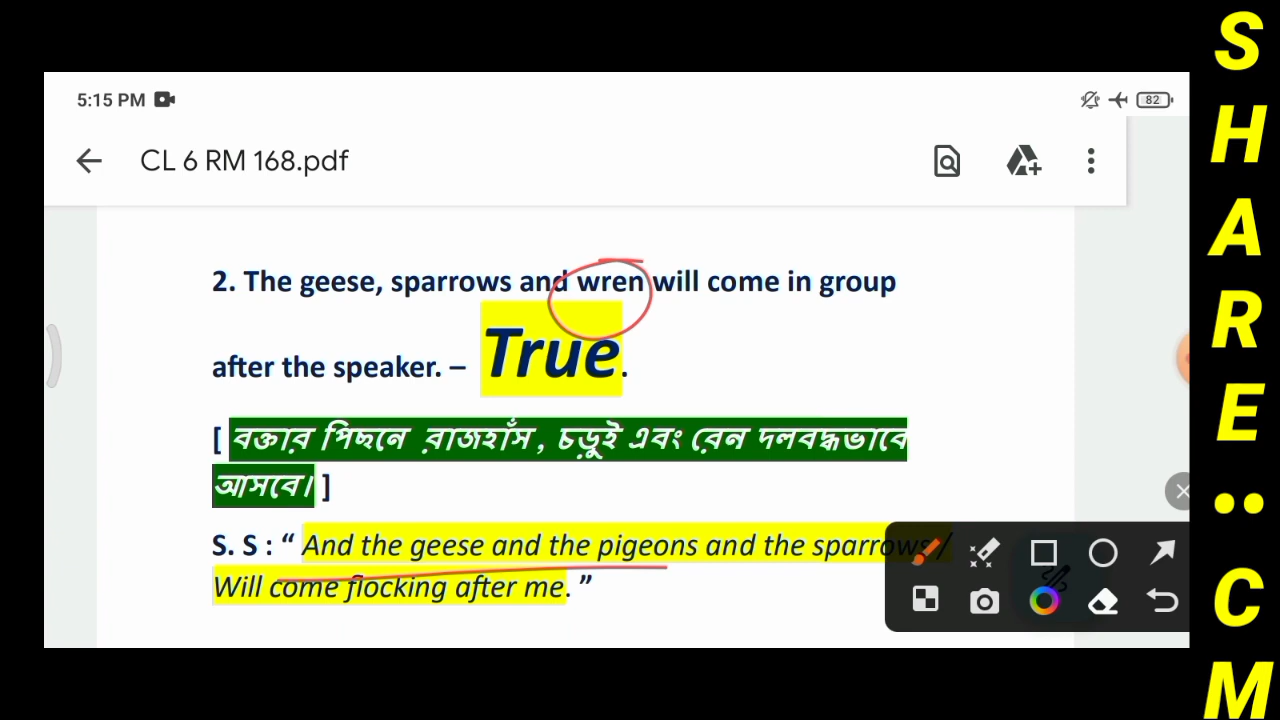 5:15 PM
82
CL 6 RM 168.pdf
2. The geese, sparrows and wren will come in group
after the speaker. – True.
[ বক্তার পিছনে রাজহাঁস , চড়ুই এবং রেন দলবদ্ধভাবে
আসবে। ]
S. S : “ And the geese and the pigeons and the sparrows /
Will come flocking after me. ”
SHARE••CM